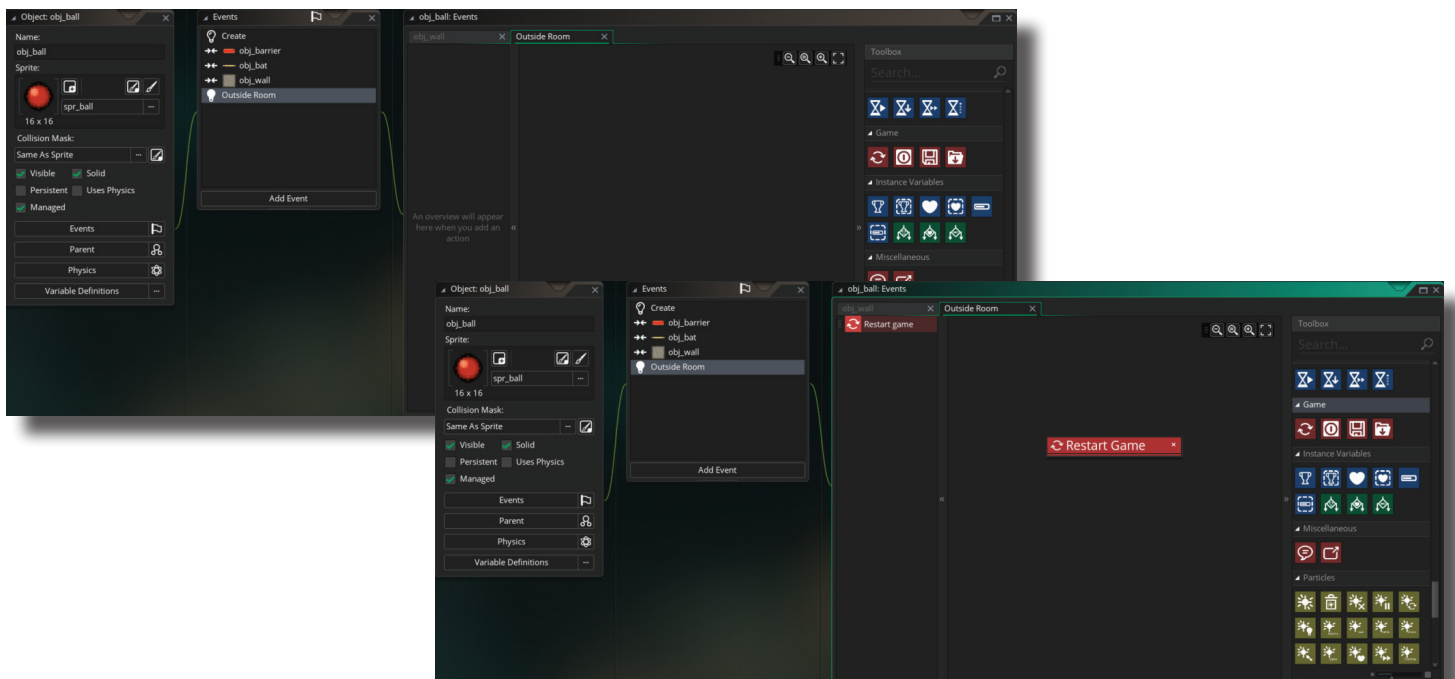 Object: obj_ball
Name:
obj_ball
Sprite:
spr_ball
16 x 16
Collision Mask:
Same As Sprite
Visible
Solid
Persistent
Uses Physics
Managed
Events
Parent
Physics
Variable Definitions
Events
Create
obj_barrier
obj_bat
obj_wall
Outside Room
Add Event
obj_ball: Events
obj_wall
Outside Room
An overview will appear
here when you add an
action
Toolbox
Search...
Game
Instance Variables
Miscellaneous
Object: obj_ball
Name:
obj_ball
Sprite:
spr_ball
16 x 16
Collision Mask:
Same As Sprite
Visible
Solid
Persistent
Uses Physics
Managed
Events
Parent
Physics
Variable Definitions
Events
Create
obj_barrier
obj_bat
obj_wall
Outside Room
Add Event
obj_ball: Events
obj_wall
Outside Room
Restart game
Restart Game
Toolbox
Search...
Game
Instance Variables
Miscellaneous
Particles